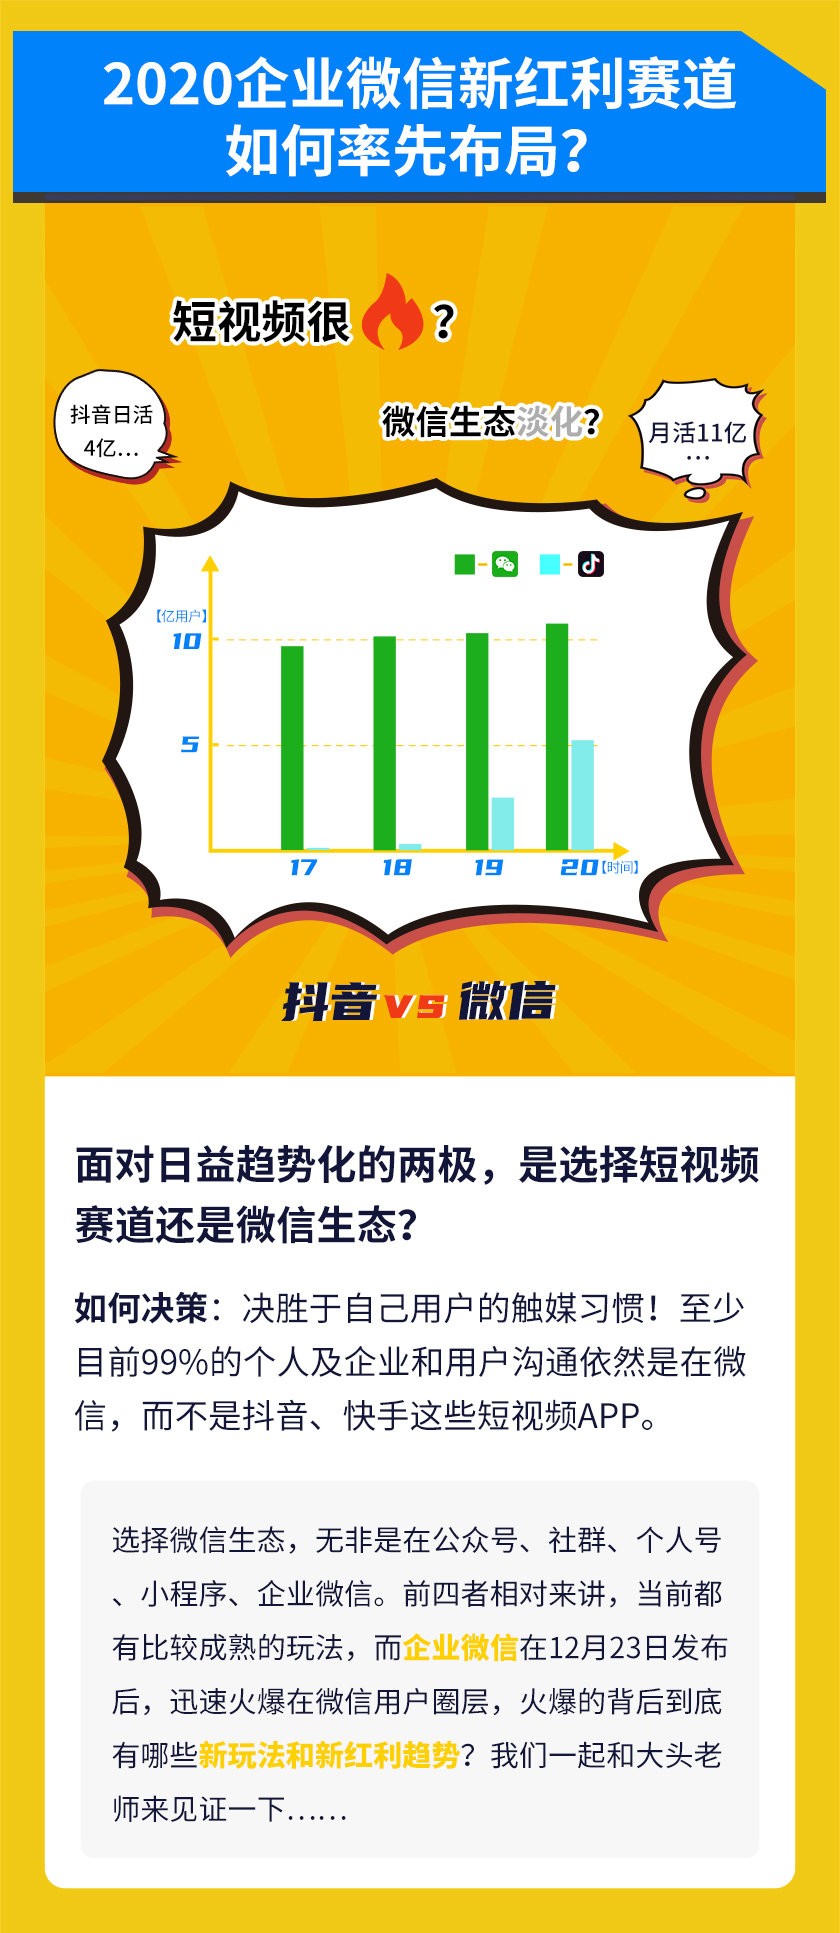 2020企业微信新红利赛道
如何率先布局？
短视频很？
抖音日活
4亿...
微信生态淡化？
月活11亿
...
【亿用户】
10
5
17
18
19
20【时间】
抖音vs微信
面对日益趋势化的两极，是选择短视频
赛道还是微信生态？
如何决策：决胜于自己用户的触媒习惯！至少
目前99%的个人及企业和用户沟通依然是在微
信，而不是抖音、快手这些短视频APP。
选择微信生态，无非是在公众号、社群、个人号
、小程序、企业微信。前四者相对来讲，当前都
有比较成熟的玩法，而企业微信在12月23日发布
后，迅速火爆在微信用户圈层，火爆的背后到底
有哪些新玩法和新红利趋势？我们一起和大头老
师来见证一下......